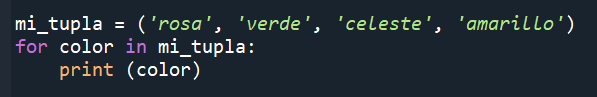 mi_tupla = ('rosa', 'verde', 'celeste', 'amarillo')
for color in mi_tupla:
    print (color)